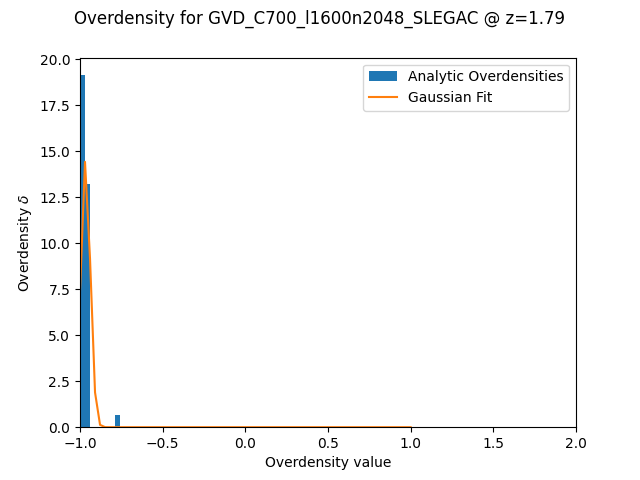 Overdensity for GVD_C700_l1600n2048_SLEGAC @ z=1.79
Analytic Overdensities
Gaussian Fit
Overdensity δ
20.0
17.5
15.0
12.5
10.0
7.5
5.0
2.5
0.0
−1.0 −0.5 0.0 0.5 1.0 1.5 2.0
Overdensity value